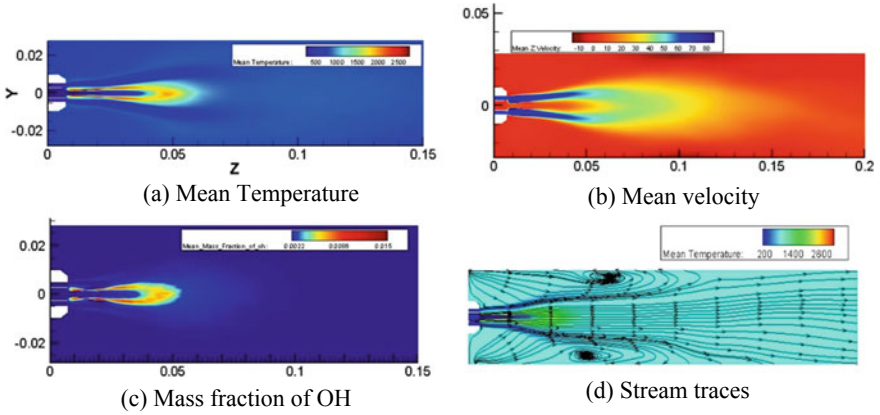 0.02
Y
0
-0.02
Mean Temperature: 500 1000 1500 2000 2500
0 0.05 0.1 0.15
Z
(a) Mean Temperature
Mean Z Velocity: -10 0 10 20 30 40 50 60 70 80
0.020
0
-0.020
0 0.05 0.1 0.15 0.2
(b) Mean velocity
0.02
0
-0.02
Mean_Mass_Fraction_of_oh: 0.0022 0.015
0 0.05 0.1 0.15
(c) Mass fraction of OH
Mean Temperature: 200 1400 2600
(d) Stream traces